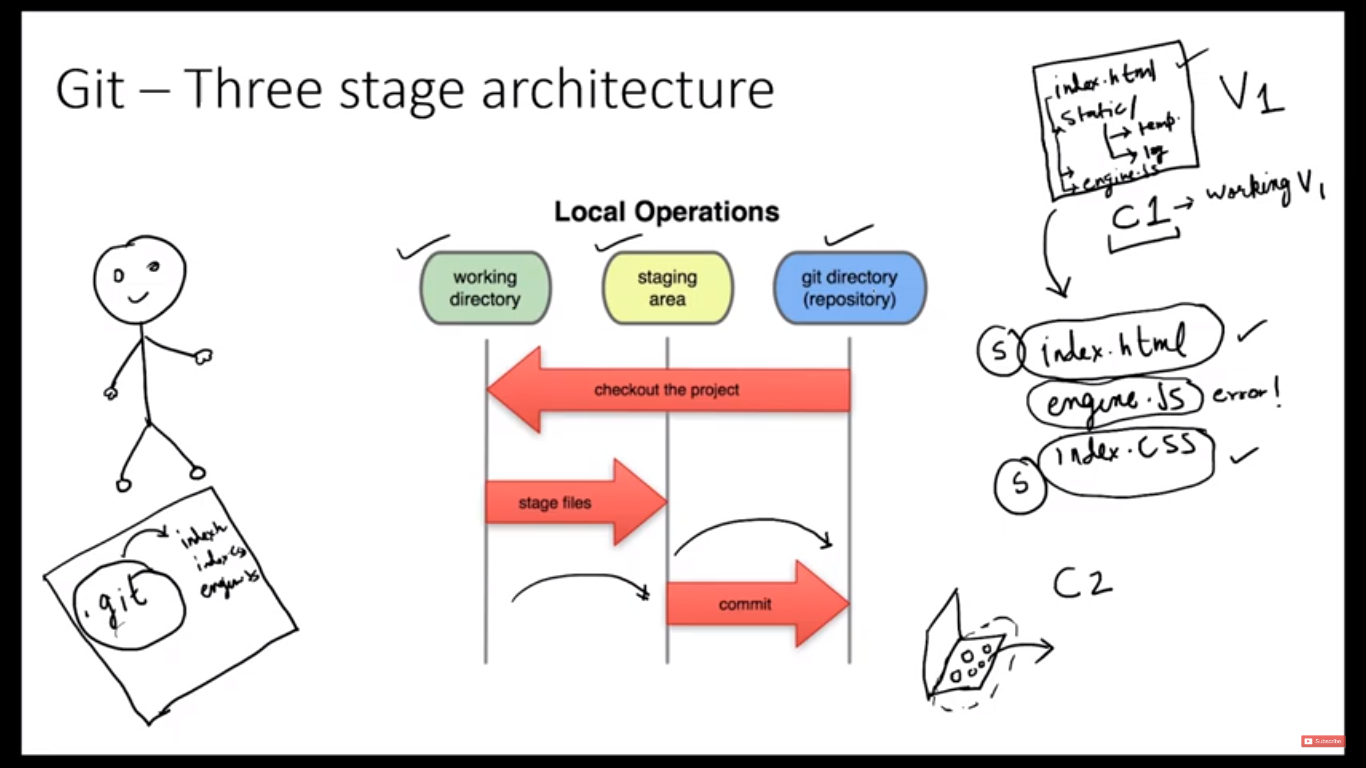 Git – Three stage architecture
index.html
static/
temp.
log
engine.js
V1
C1 → working V1
Local Operations
working
directory
staging
area
git directory
(repository)
checkout the project
stage files
commit
S index.html
engine.js error!
S index.css
C2
.git
indexh
index cs
engine js
Subscribe